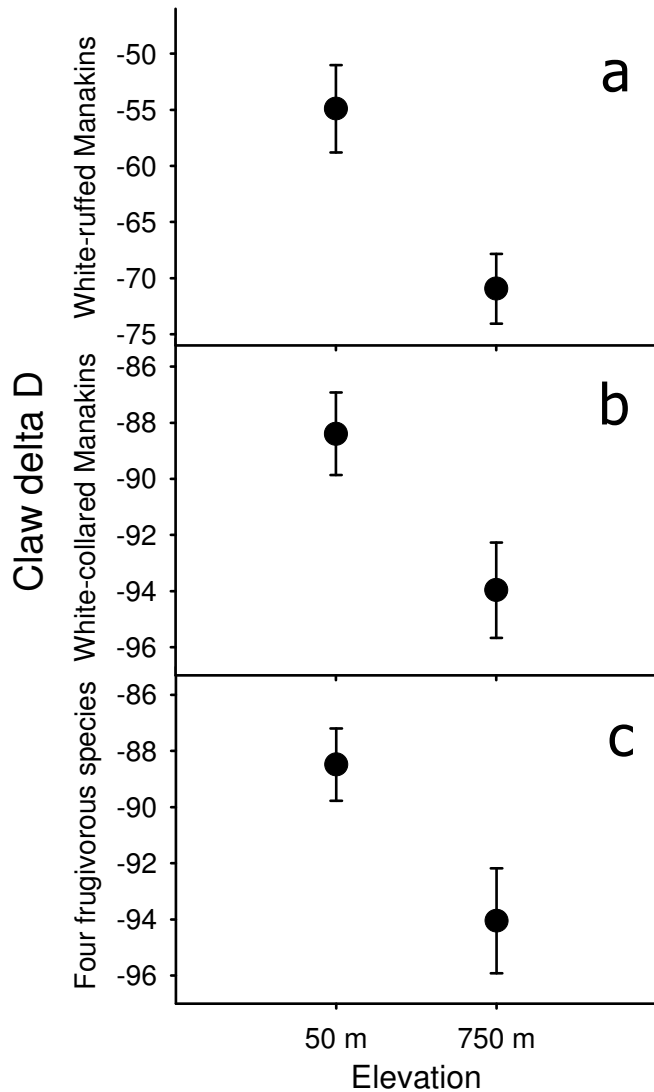 Claw delta D
White-ruffed Manakins
-50
-55
-60
-65
-70
-75
a
White-collared Manakins
-86
-88
-90
-92
-94
-96
b
Four frugivorous species
-86
-88
-90
-92
-94
-96
c
50 m 750 m
Elevation